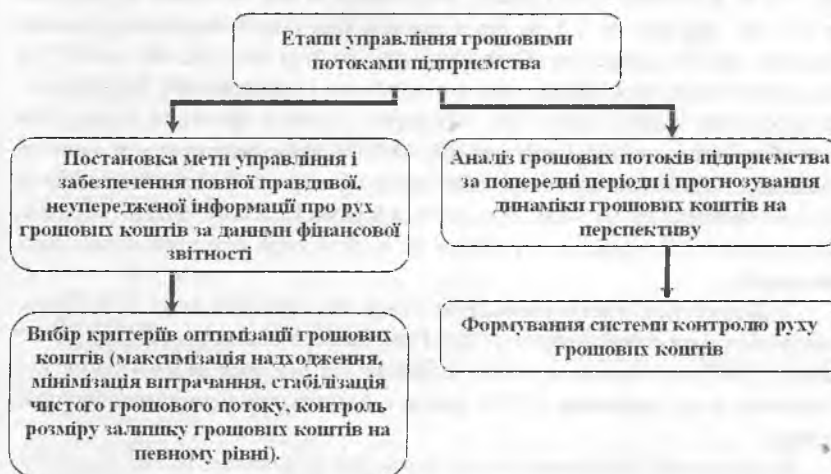 Етапи управління грошовими
потоками підприємства
Постановка мети управління і
забезпечення повної правдивої,
неупередженої інформації про рух
грошових коштів за даними фінансової
звітності
Аналіз грошових потоків підприємства
за попередні періоди і прогнозування
динаміки грошових коштів на
перспективу
Вибір критеріїв оптимізації грошових
коштів (максимізація надходження,
мінімізація витрачання, стабілізація
чистого грошового потоку, контроль
розміру залишку грошових коштів на
певному рівні).
Формування системи контролю руху
грошових коштів